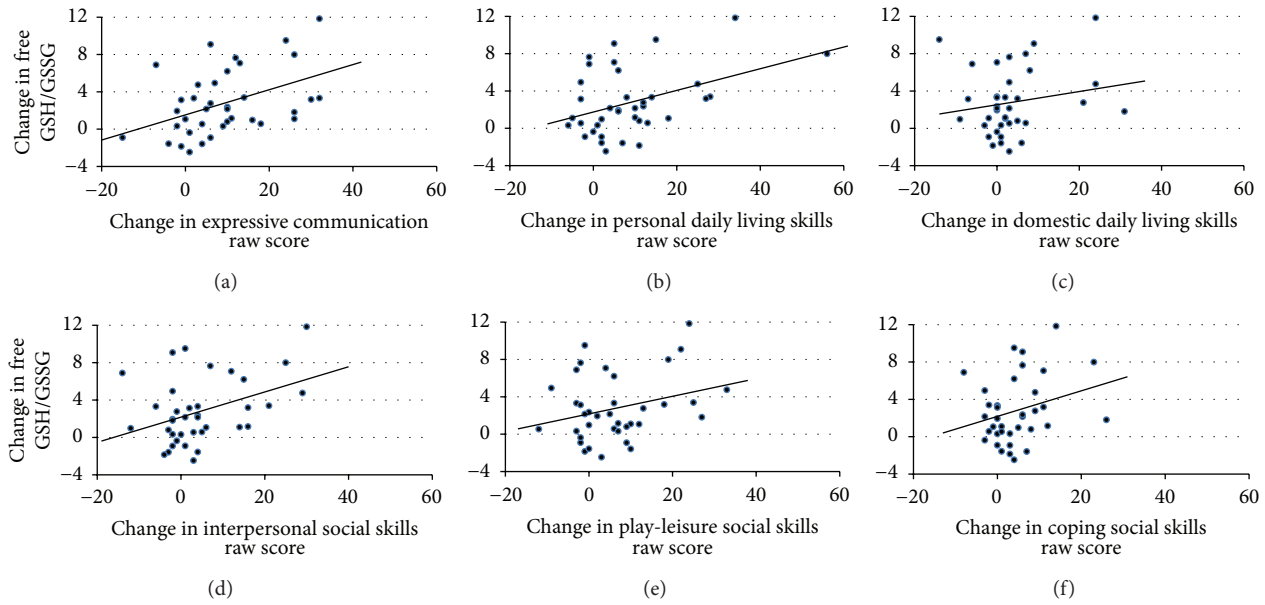 Change in free
GSH/GSSG
12
8
4
0
−4
−20
0
20
40
60
Change in expressive communication
raw score
(a)
12
8
4
0
−4
−20
0
20
40
60
Change in personal daily living skills
raw score
(b)
12
8
4
0
−4
−20
0
20
40
60
Change in domestic daily living skills
raw score
(c)
Change in free
GSH/GSSG
12
8
4
0
−4
−20
0
20
40
60
Change in interpersonal social skills
raw score
(d)
12
8
4
0
−4
−20
0
20
40
60
Change in play-leisure social skills
raw score
(e)
12
8
4
0
−4
−20
0
20
40
60
Change in coping social skills
raw score
(f)